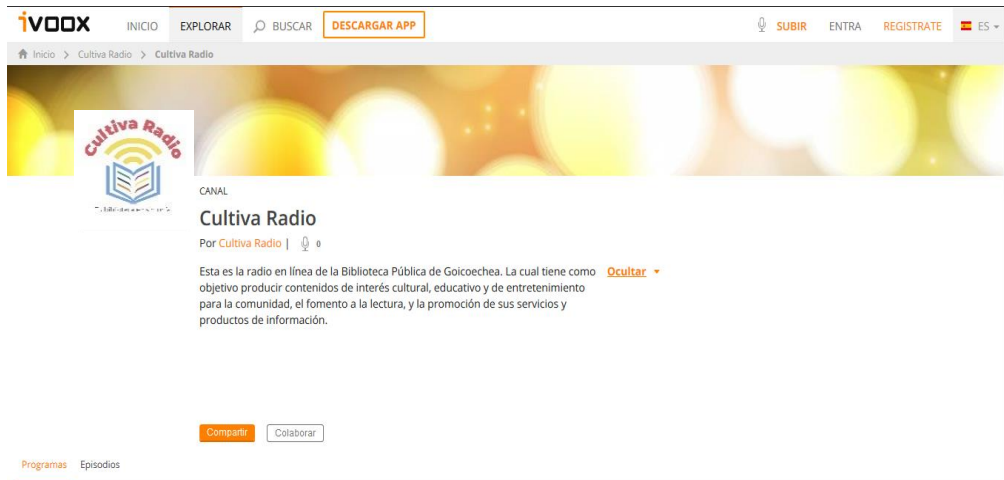 ivoox INICIO EXPLORAR BUSCAR DESCARGAR APP SUBIR ENTRA REGISTRATE ES
Inicio > Cultiva Radio > Cultiva Radio
Cultiva Radio
CANAL
Cultiva Radio
Por Cultiva Radio | 0
Esta es la radio en línea de la Biblioteca Pública de Goicoechea. La cual tiene como Ocultar
objetivo producir contenidos de interés cultural, educativo y de entretenimiento
para la comunidad, el fomento a la lectura, y la promoción de sus servicios y
productos de información.
Compartir Colaborar
Programas Episodios